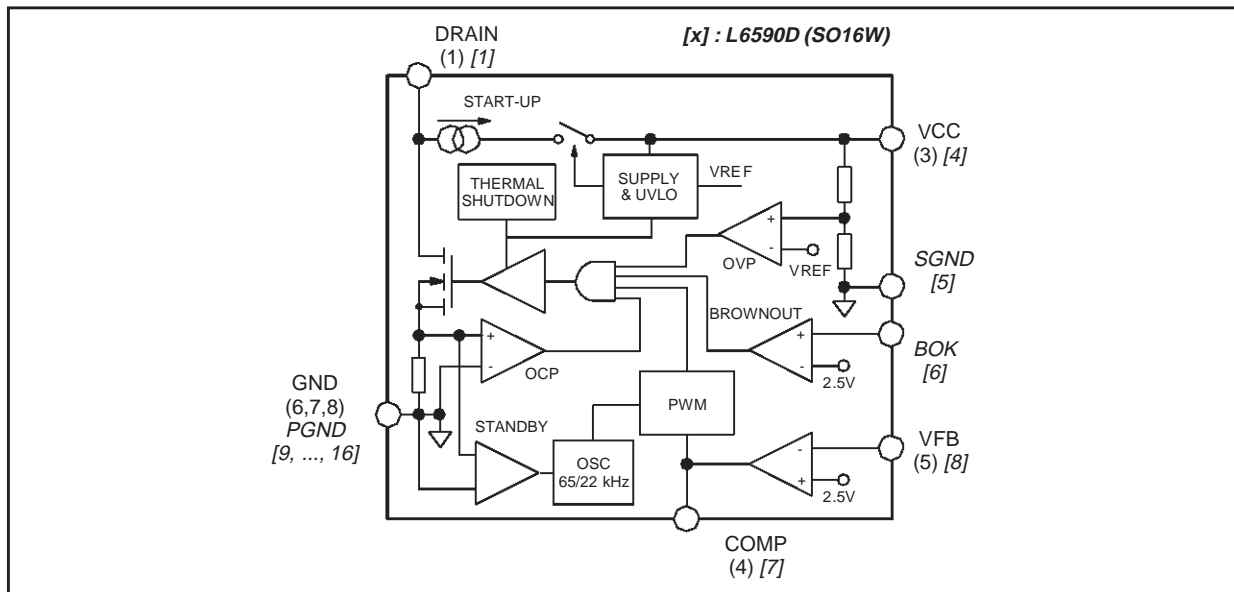 DRAIN
(1) [1]
[x] : L6590D (SO16W)
START-UP
VCC
(3) [4]
THERMAL
SHUTDOWN
SUPPLY
& UVLO
VREF
+
-
OVP
VREF
SGND
[5]
BROWNOUT
+
-
2.5V
BOK
[6]
+
-
OCP
GND
(6,7,8)
PGND
[9, ..., 16]
PWM
STANDBY
OSC
65/22 kHz
-
+
2.5V
VFB
(5) [8]
COMP
(4) [7]